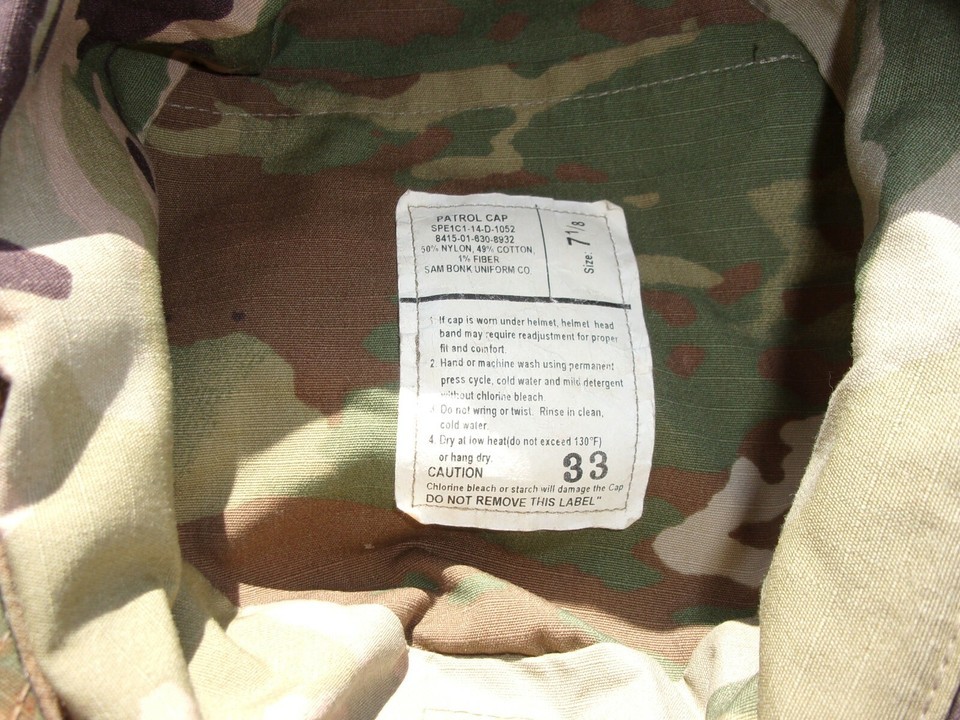 PATROL CAP
SPE1C1-14-D-1052
8415-01-630-8932
50% NYLON, 49% COTTON,
1% FIBER
SAM BONK UNIFORM CO.
Size: 7 1/8
1. If cap is worn under helmet, helmet head
band may require readjustment for proper
fit and comfort.
2. Hand or machine wash using permanent
press cycle, cold water and mild detergent
without chlorine bleach.
3. Do not wring or twist. Rinse in clean,
cold water.
4. Dry at low heat(do not exceed 130°F)
or hang dry.
33
CAUTION
Chlorine bleach or starch will damage the Cap
DO NOT REMOVE THIS LABEL"